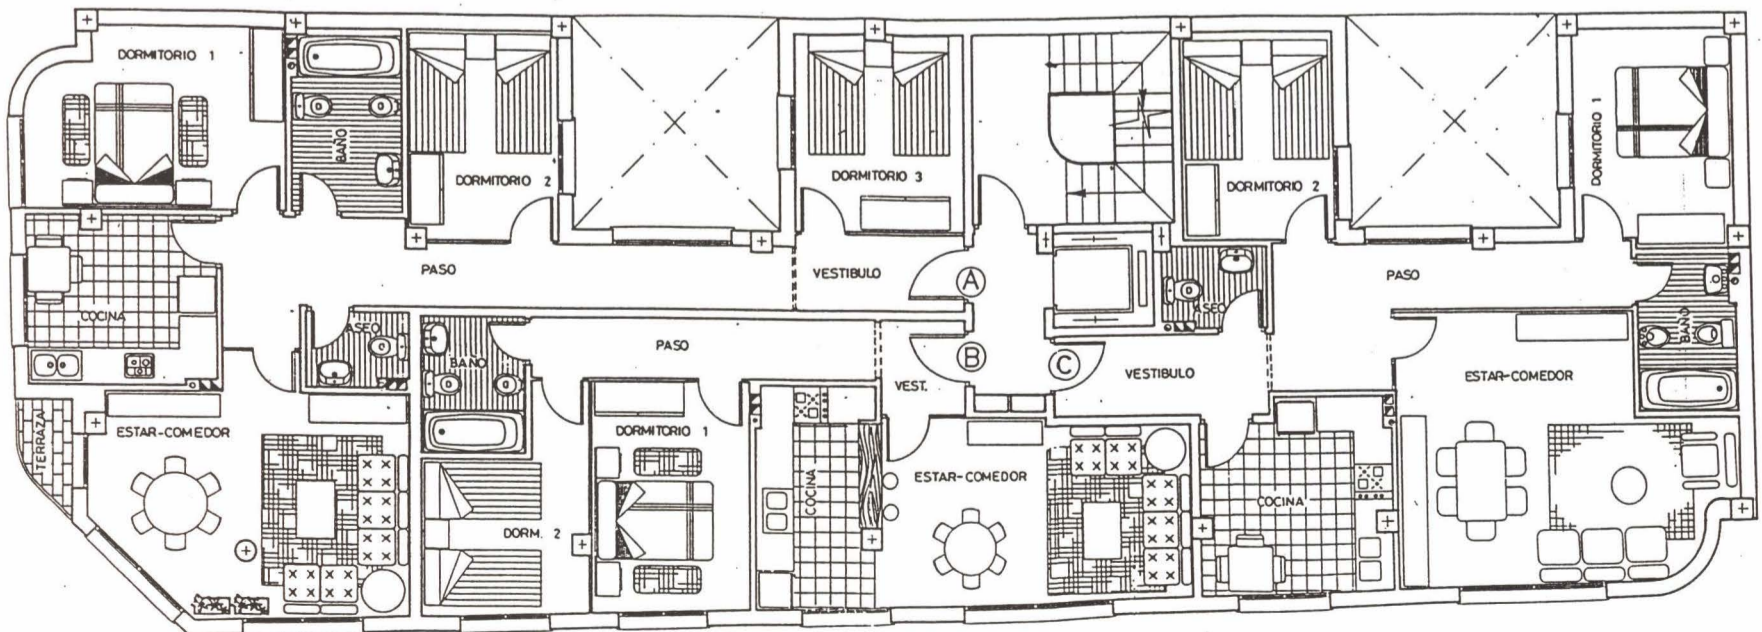 DORMITORIO 1
BAÑO
DORMITORIO 2
DORMITORIO 3
DORMITORIO 2
DORMITORIO 1
PASO
VESTIBULO
A
ASEO
PASO
COCINA
ASEO
BAÑO
PASO
B
C
VEST.
VESTIBULO
ESTAR-COMEDOR
BAÑO
TERRAZA
ESTAR-COMEDOR
DORMITORIO 1
DORM. 2
COCINA
ESTAR-COMEDOR
COCINA